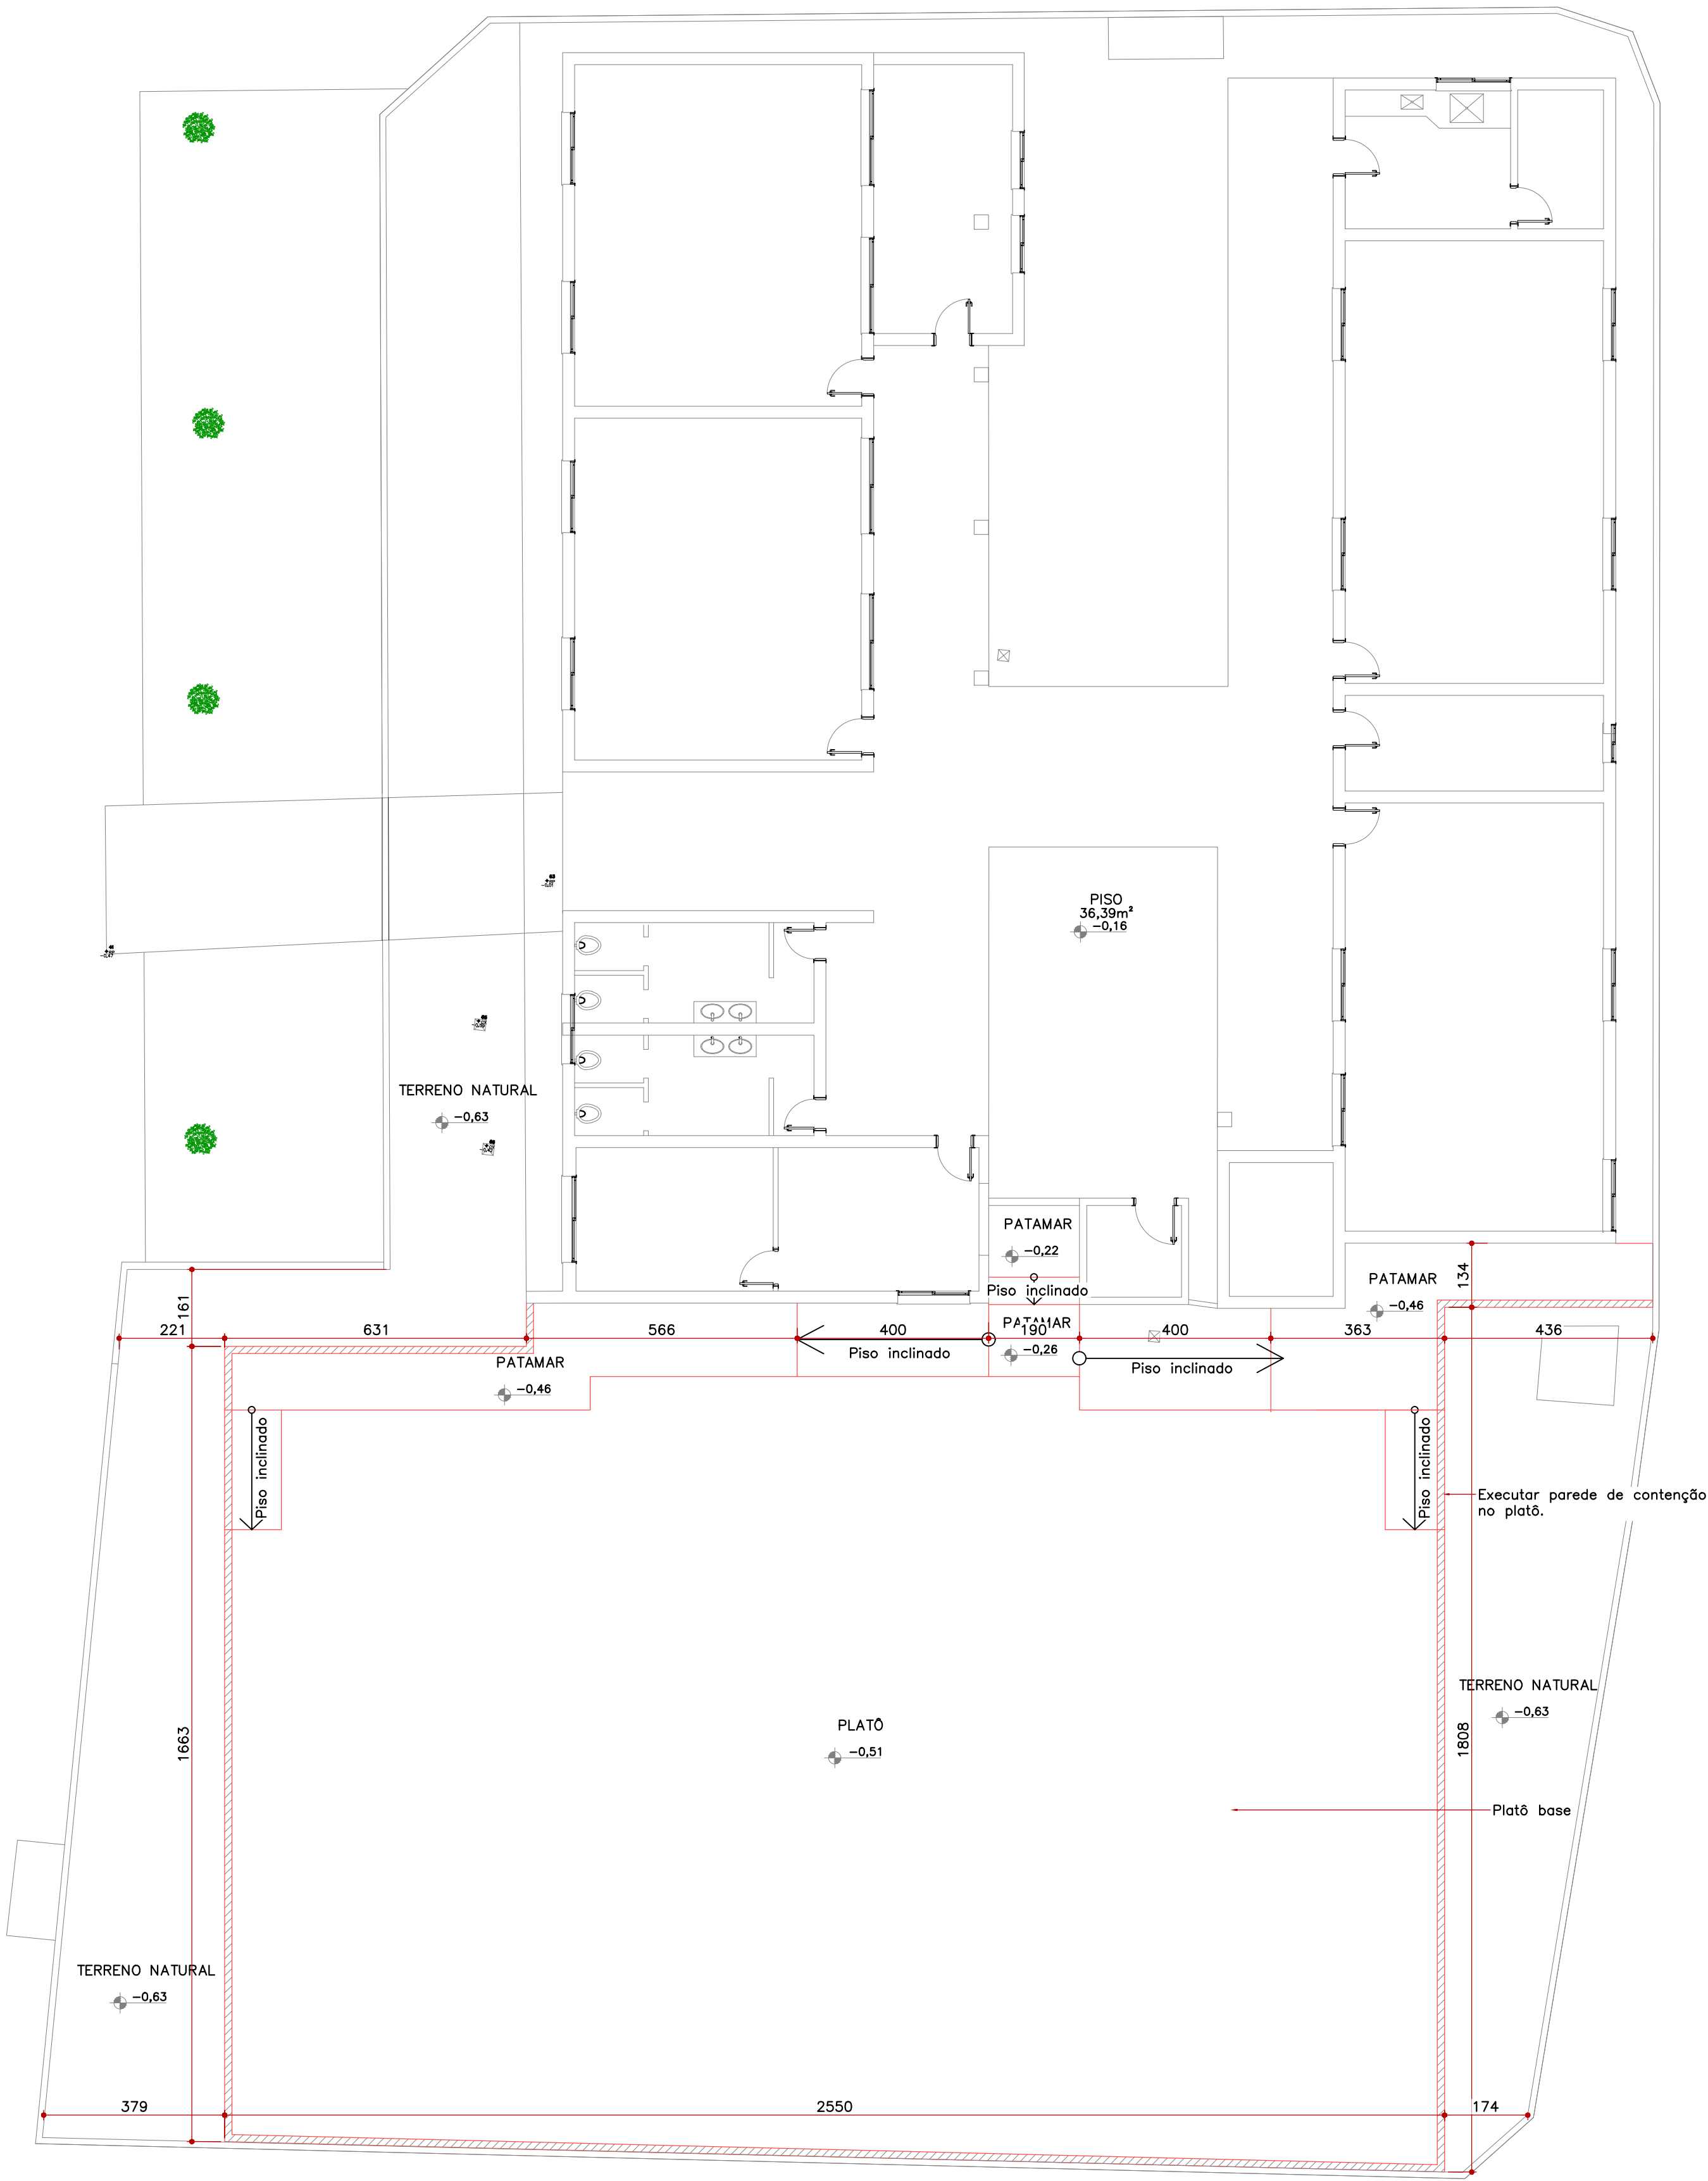 PISO
36,39m²
-0,16
TERRENO NATURAL
-0,63
PATAMAR
-0,22
Piso inclinado
PATAMAR
-0,46
134
161
221
631
566
400
190
400
363
436
PATAMAR
-0,26
Piso inclinado
Piso inclinado
PATAMAR
-0,46
Piso inclinado
Piso inclinado
Executar parede de contenção
no platô.
TERRENO NATURAL
-0,63
PLATÔ
-0,51
1663
1808
Platô base
TERRENO NATURAL
-0,63
379
2550
174